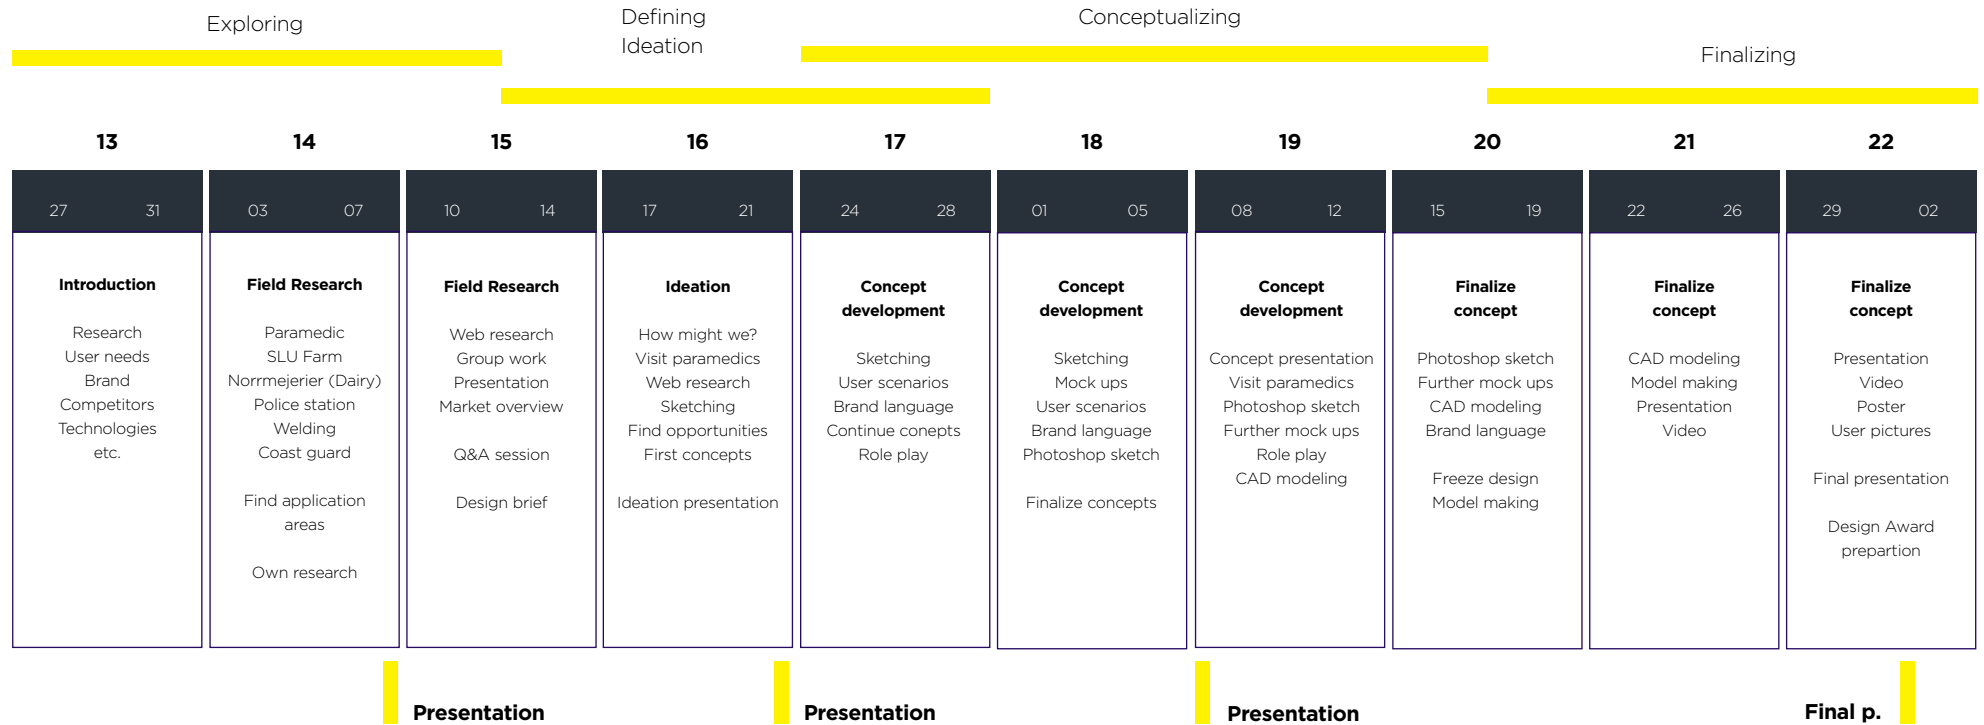 Exploring
Defining
Ideation
Conceptualizing
Finalizing
13
14
15
16
17
18
19
20
21
22
27 31
03 07
10 14
17 21
24 28
01 05
08 12
15 19
22 26
29 02
Introduction
Research
User needs
Brand
Competitors
Technologies
etc.
Field Research
Paramedic
SLU Farm
Norrmejerier (Dairy)
Police station
Welding
Coast guard
Find application
areas
Own research
Field Research
Web research
Group work
Presentation
Market overview
Q&A session
Design brief
Ideation
How might we?
Visit paramedics
Web research
Sketching
Find opportunities
First concepts
Ideation presentation
Concept
development
Sketching
User scenarios
Brand language
Continue conepts
Role play
Concept
development
Sketching
Mock ups
User scenarios
Brand language
Photoshop sketch
Finalize concepts
Concept
development
Concept presentation
Visit paramedics
Photoshop sketch
Further mock ups
Role play
CAD modeling
Finalize
concept
Photoshop sketch
Further mock ups
CAD modeling
Brand language
Freeze design
Model making
Finalize
concept
CAD modeling
Model making
Presentation
Video
Finalize
concept
Presentation
Video
Poster
User pictures
Final presentation
Design Award
prepartion
Presentation
Presentation
Presentation
Final p.